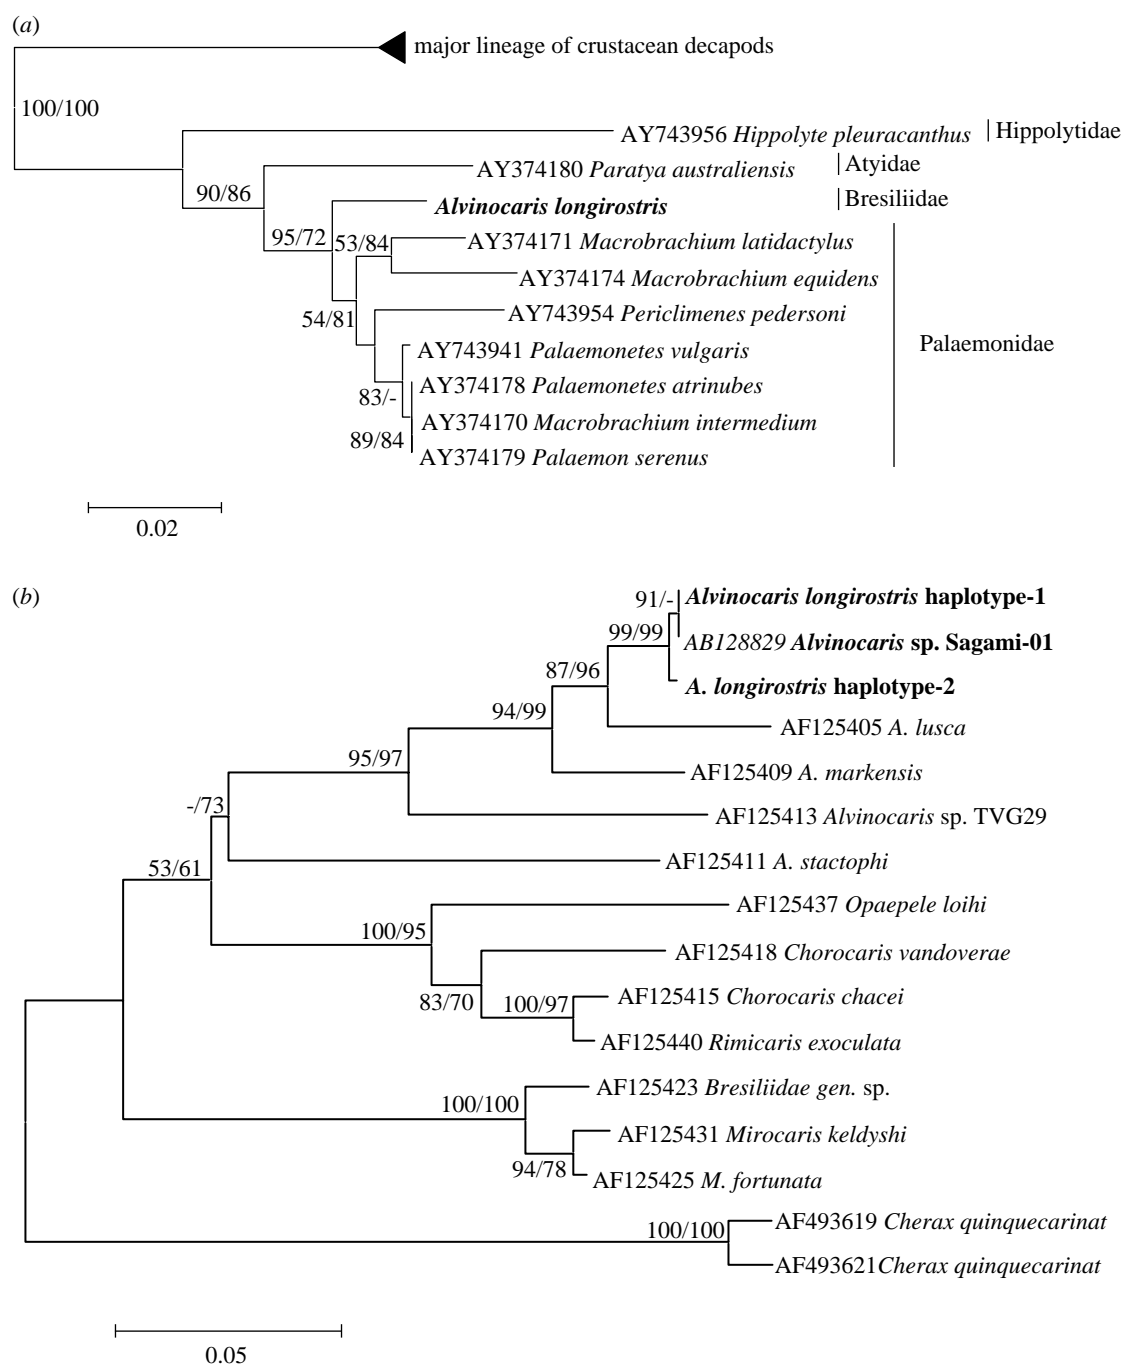 (a)
major lineage of crustacean decapods
100/100
AY743956 Hippolyte pleuracanthus
Hippolytidae
AY374180 Paratya australiensis
Atyidae
90/86
Alvinocaris longirostris
Bresiliidae
95/72
53/84
AY374171 Macrobrachium latidactylus
AY374174 Macrobrachium equidens
54/81
AY743954 Periclimenes pedersoni
Palaemonidae
AY743941 Palaemonetes vulgaris
AY374178 Palaemonetes atrinubes
83/-
AY374170 Macrobrachium intermedium
89/84
AY374179 Palaemon serenus
0.02
(b)
91/-
Alvinocaris longirostris haplotype-1
99/99
AB128829 Alvinocaris sp. Sagami-01
87/96
A. longirostris haplotype-2
94/99
AF125405 A. lusca
95/97
AF125409 A. markensis
-/73
AF125413 Alvinocaris sp. TVG29
53/61
AF125411 A. stactophi
AF125437 Opaepele loihi
100/95
AF125418 Chorocaris vandoverae
83/70
100/97
AF125415 Chorocaris chacei
AF125440 Rimicaris exoculata
AF125423 Bresiliidae gen. sp.
100/100
AF125431 Mirocaris keldyshi
94/78
AF125425 M. fortunata
AF493619 Cherax quinquecarinat
100/100
AF493621Cherax quinquecarinat
0.05